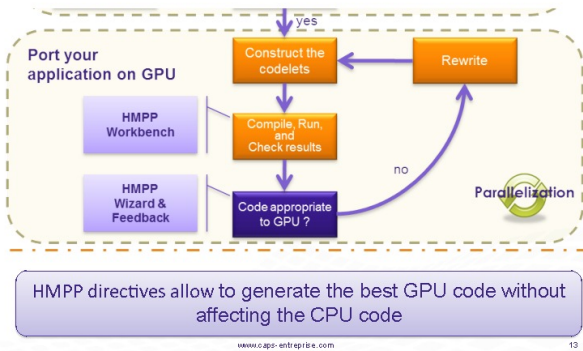 yes
Port your
application on GPU
Construct the
codelets
Rewrite
HMPP
Workbench
Compile, Run,
and
Check results
no
HMPP
Wizard &
Feedback
Code appropriate
to GPU ?
Parallelization
HMPP directives allow to generate the best GPU code without
affecting the CPU code
www.caps-entreprise.com
13